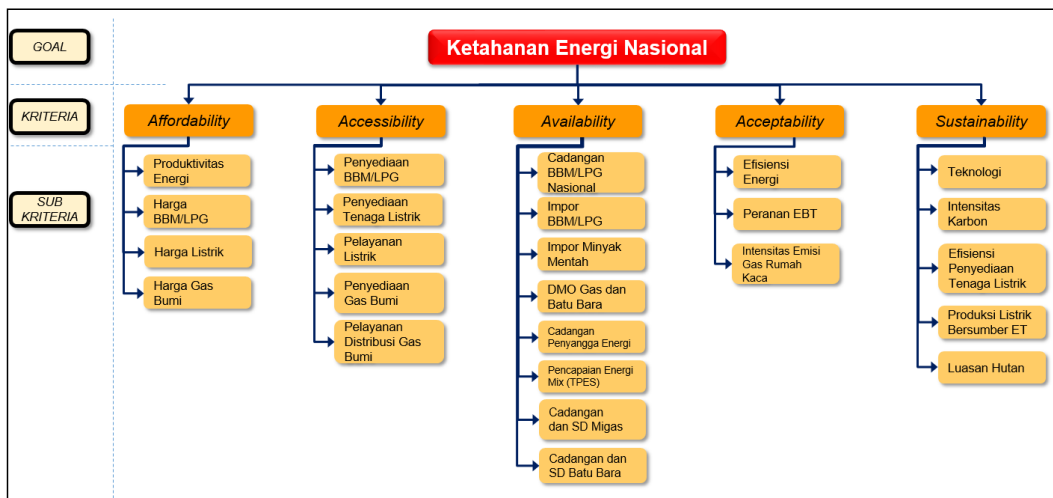 GOAL
Ketahanan Energi Nasional
KRITERIA
Affordability
Accessibility
Availability
Acceptability
Sustainability
SUB
KRITERIA
Produktivitas
Energi
Harga
BBM/LPG
Harga Listrik
Harga Gas
Bumi
Penyediaan
BBM/LPG
Penyediaan
Tenaga Listrik
Pelayanan
Listrik
Penyediaan
Gas Bumi
Pelayanan
Distribusi Gas
Bumi
Cadangan
BBM/LPG
Nasional
Impor
BBM/LPG
Impor Minyak
Mentah
DMO Gas dan
Batu Bara
Cadangan
Penyangga Energi
Pencapaian Energi
Mix (TPES)
Cadangan
dan SD Migas
Cadangan dan
SD Batu Bara
Efisiensi
Energi
Peranan EBT
Intensitas Emisi
Gas Rumah
Kaca
Teknologi
Intensitas
Karbon
Efisiensi
Penyediaan
Tenaga Listrik
Produksi Listrik
Bersumber ET
Luasan Hutan